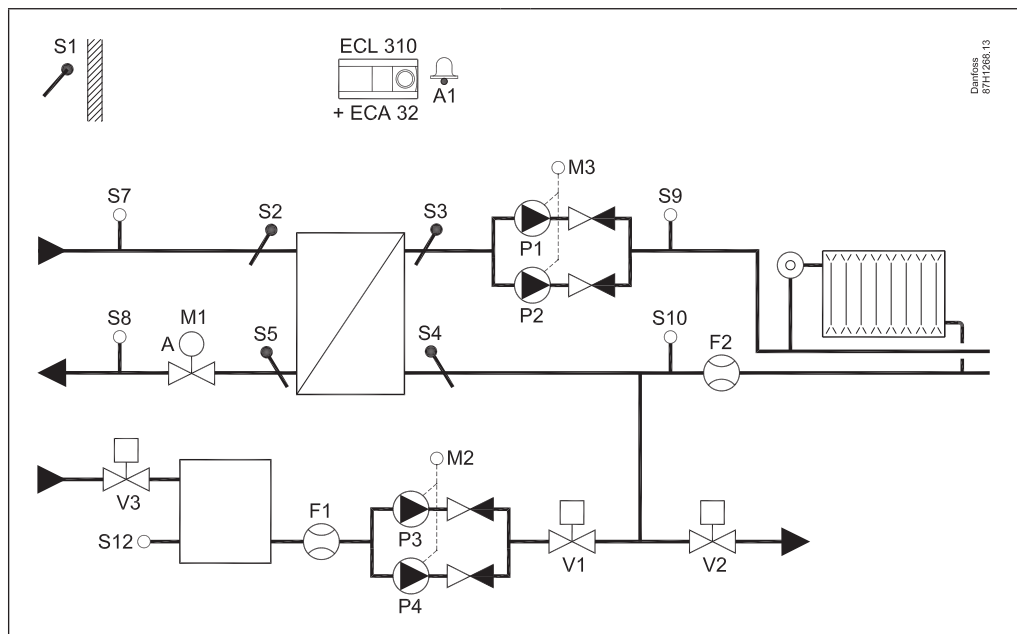 S1
ECL 310
A1
+ ECA 32
Danfoss
87H1268.13
M3
S7
S2
S3
S9
P1
P2
S8
M1
A
S5
S4
S10
F2
M2
V3
F1
P3
S12
V1
V2
P4